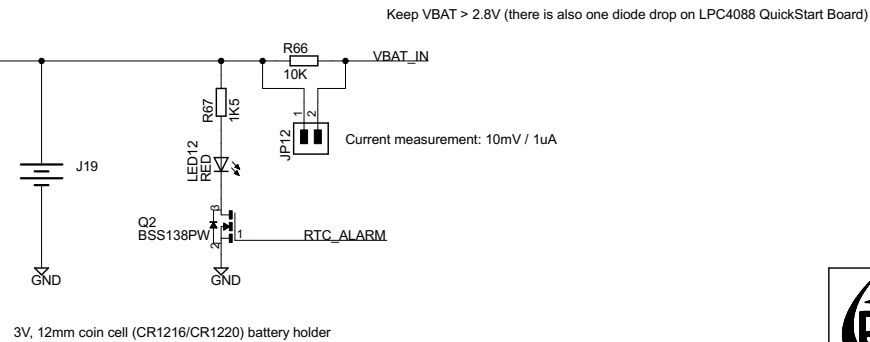 Keep VBAT > 2.8V (there is also one diode drop on LPC4088 QuickStart Board)
R66
VBAT_IN
10K
R67
1K5
1
2
JP12
Current measurement: 10mV / 1uA
J19
LED12
RED
3
Q2
BSS138PW
1
RTC_ALARM
2
GND
GND
3V, 12mm coin cell (CR1216/CR1220) battery holder